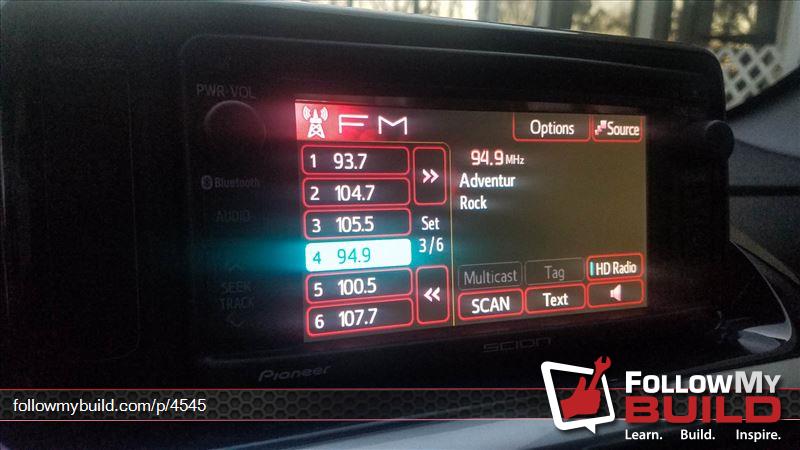 PWR·VOL
Bluetooth
AUDIO
SEEK
TRACK
FM
Options
Source
1 93.7
2 104.7
3 105.5
4 94.9
5 100.5
6 107.7
Set
3/6
94.9 MHz
Adventur
Rock
Multicast
Tag
HD Radio
SCAN
Text
SCION
Pioneer
followmybuild.com/p/4545
FOLLOWMY
BUILD
Learn. Build. Inspire.